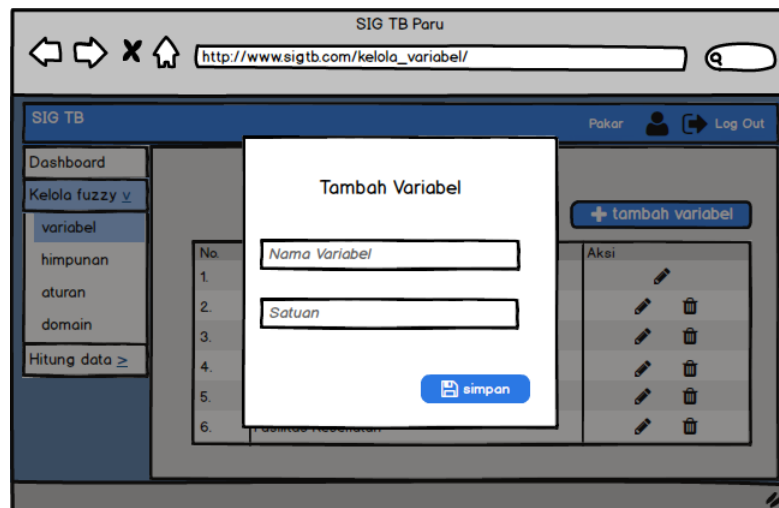 SIG TB Paru
http://www.sigtb.com/kelola_variabel/
SIG TB
Pakar
Log Out
Dashboard
Kelola fuzzy v
variabel
himpunan
aturan
domain
Hitung data >
tambah variabel
No.
Aksi
1.
2.
3.
4.
5.
6.
Tambah Variabel
Nama Variabel
Satuan
simpan